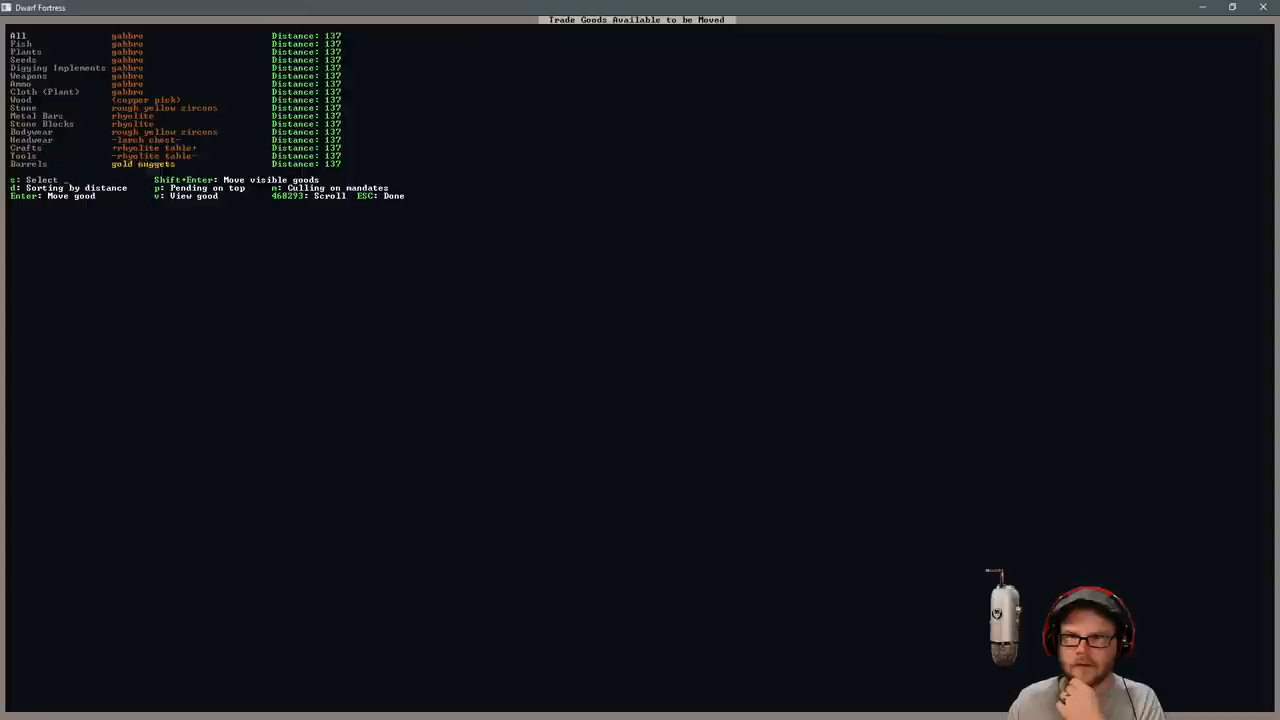 Dwarf Fortress
Trade Goods Available to be Moved
All gabbro Distance: 137
Fish gabbro Distance: 137
Plants gabbro Distance: 137
Seeds gabbro Distance: 137
Digging Implements gabbro Distance: 137
Weapons gabbro Distance: 137
Ammo gabbro Distance: 137
Cloth (Plant) gabbro Distance: 137
Wood (copper pick) Distance: 137
Stone rough yellow zircons Distance: 137
Metal Bars rhyolite Distance: 137
Stone Blocks rhyolite Distance: 137
Bodywear rough yellow zircons Distance: 137
Headwear -larch chest- Distance: 137
Crafts +rhyolite table+ Distance: 137
Tools -rhyolite table- Distance: 137
Barrels gold nuggets Distance: 137
s: Select _ Shift+Enter: Move visible goods
d: Sorting by distance p: Pending on top m: Culling on mandates
Enter: Move good v: View good 468293: Scroll ESC: Done